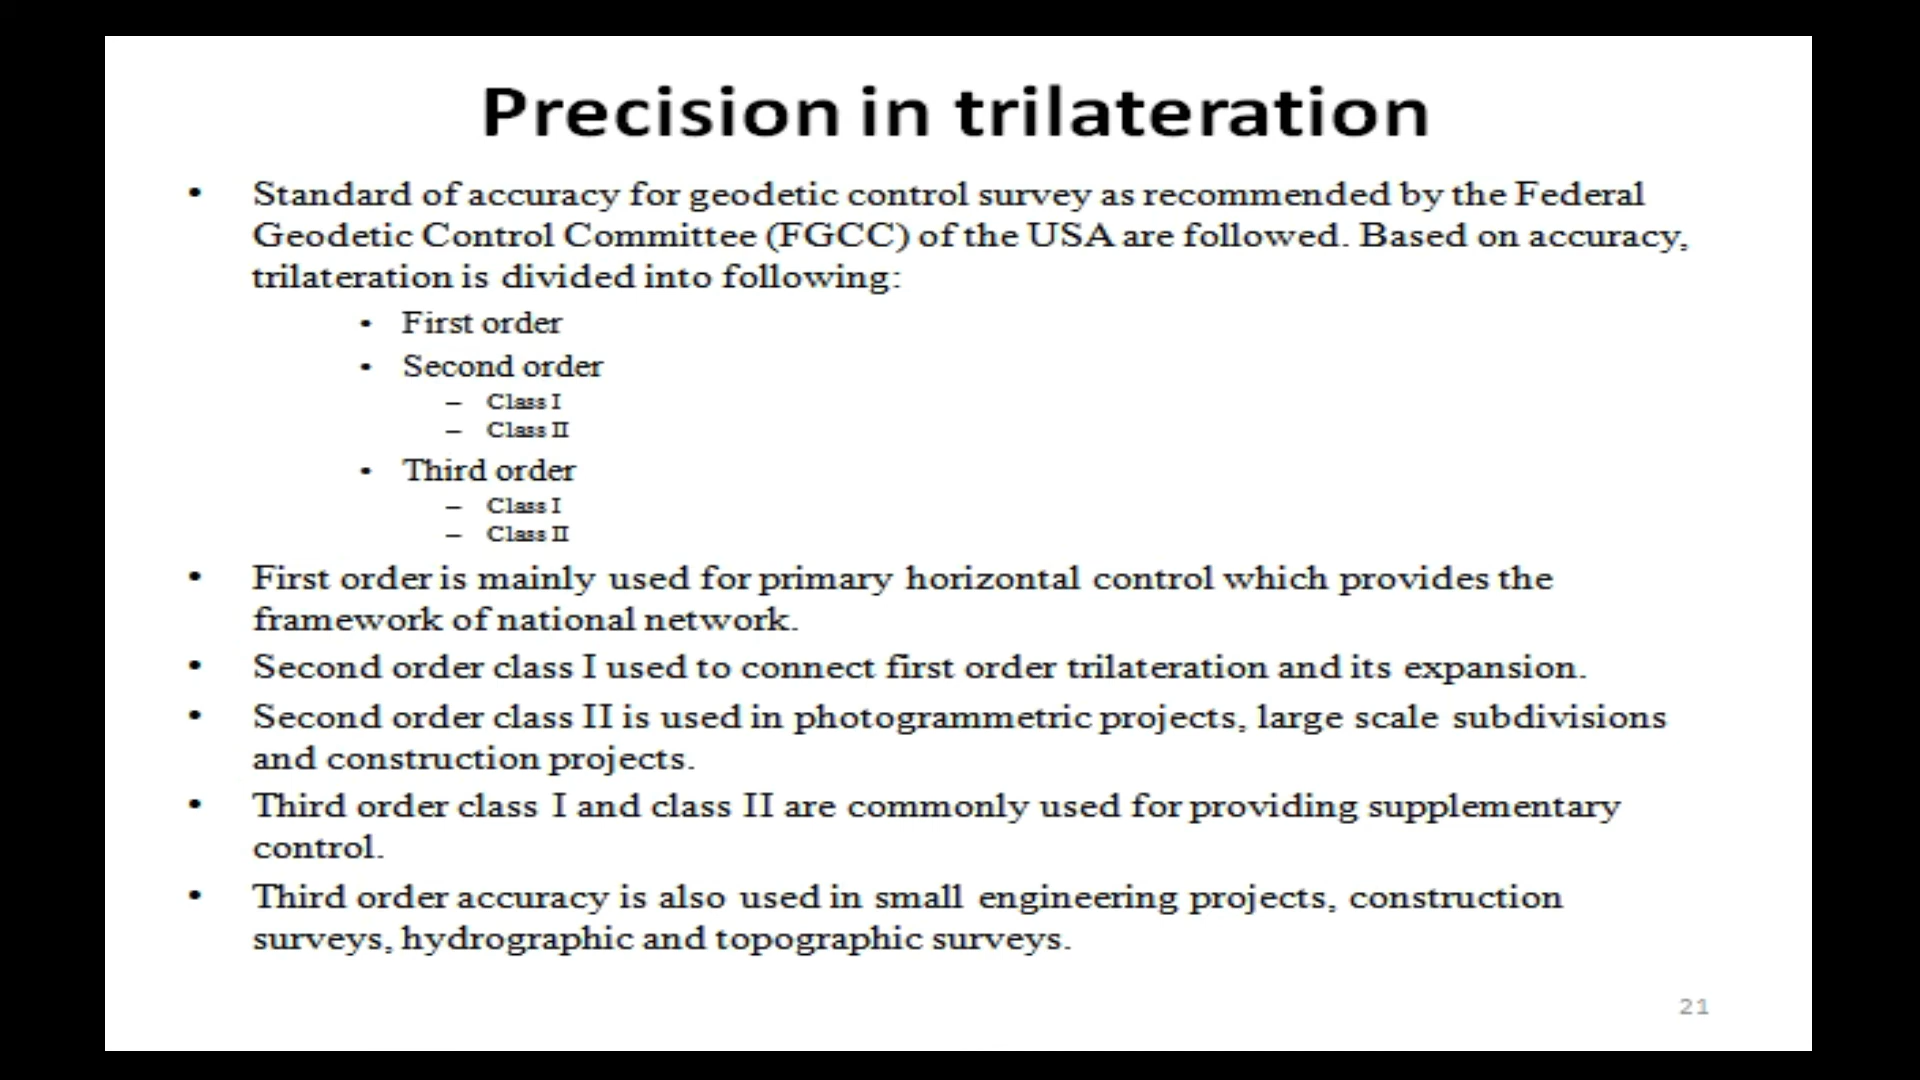 Precision in trilateration
• Standard of accuracy for geodetic control survey as recommended by the Federal
Geodetic Control Committee (FGCC) of the USA are followed. Based on accuracy,
trilateration is divided into following:
• First order
• Second order
– Class I
– Class II
• Third order
– Class I
– Class II
• First order is mainly used for primary horizontal control which provides the
framework of national network.
• Second order class I used to connect first order trilateration and its expansion.
• Second order class II is used in photogrammetric projects, large scale subdivisions
and construction projects.
• Third order class I and class II are commonly used for providing supplementary
control.
• Third order accuracy is also used in small engineering projects, construction
surveys, hydrographic and topographic surveys.
21